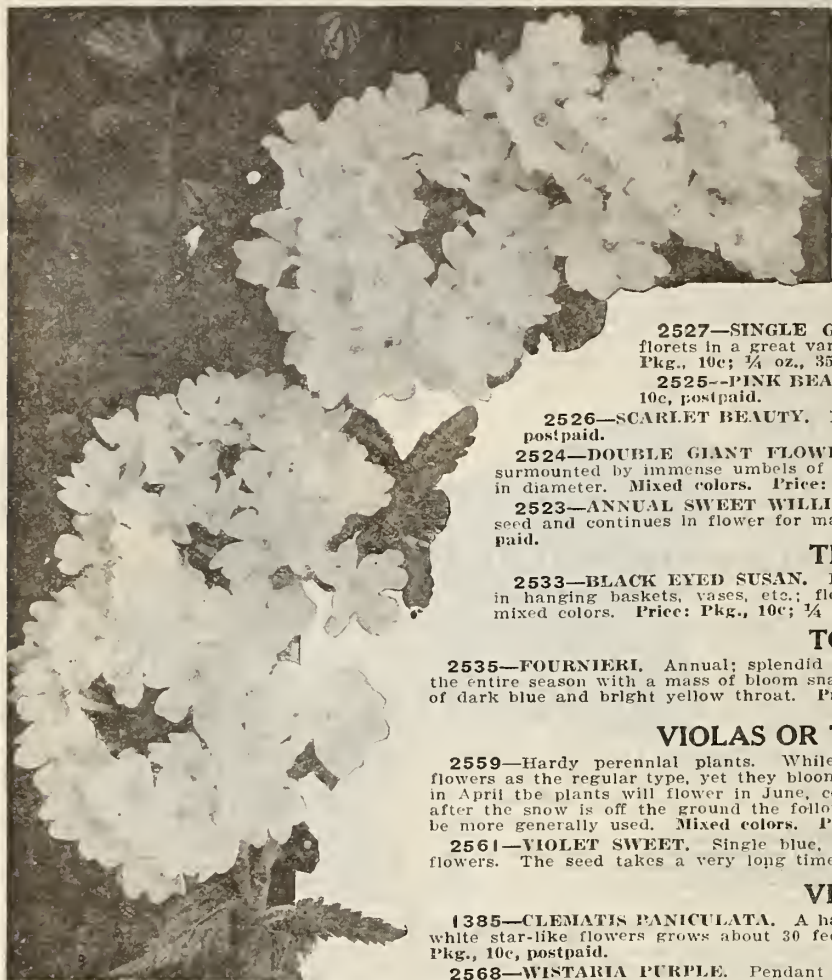 2527—SINGLE G
florets in a great var
Pkg., 10c; ¼ oz., 35
2525--PINK BEA
10c, postpaid.
2526—SCARLET BEAUTY.
postpaid.
2524—DOUBLE GIANT FLOW
surmounted by immense umbels of
in diameter. Mixed colors. Price:
2523—ANNUAL SWEET WILLI
seed and continues in flower for ma
paid.
T
2533—BLACK EYED SUSAN.
in hanging baskets, vases, etc.; fl
mixed colors. Price: Pkg., 10c; ¼
TO
2535—FOURNIERI. Annual; splendid
the entire season with a mass of bloom sna
of dark blue and bright yellow throat. P
VIOLAS OR
2559—Hardy perennial plants. While
flowers as the regular type, yet they bloom
in April tbe plants will flower in June, c
after the snow is off the ground the follo
be more generally used. Mixed colors. P
2561—VIOLET SWEET. Single blue,
flowers. The seed takes a very long time
V
1385—CLEMATIS PANICULATA. A ha
white star-like flowers grows about 30 fee
Pkg., 10c, postpaid.
2568—WISTARIA PURPLE. Pendant